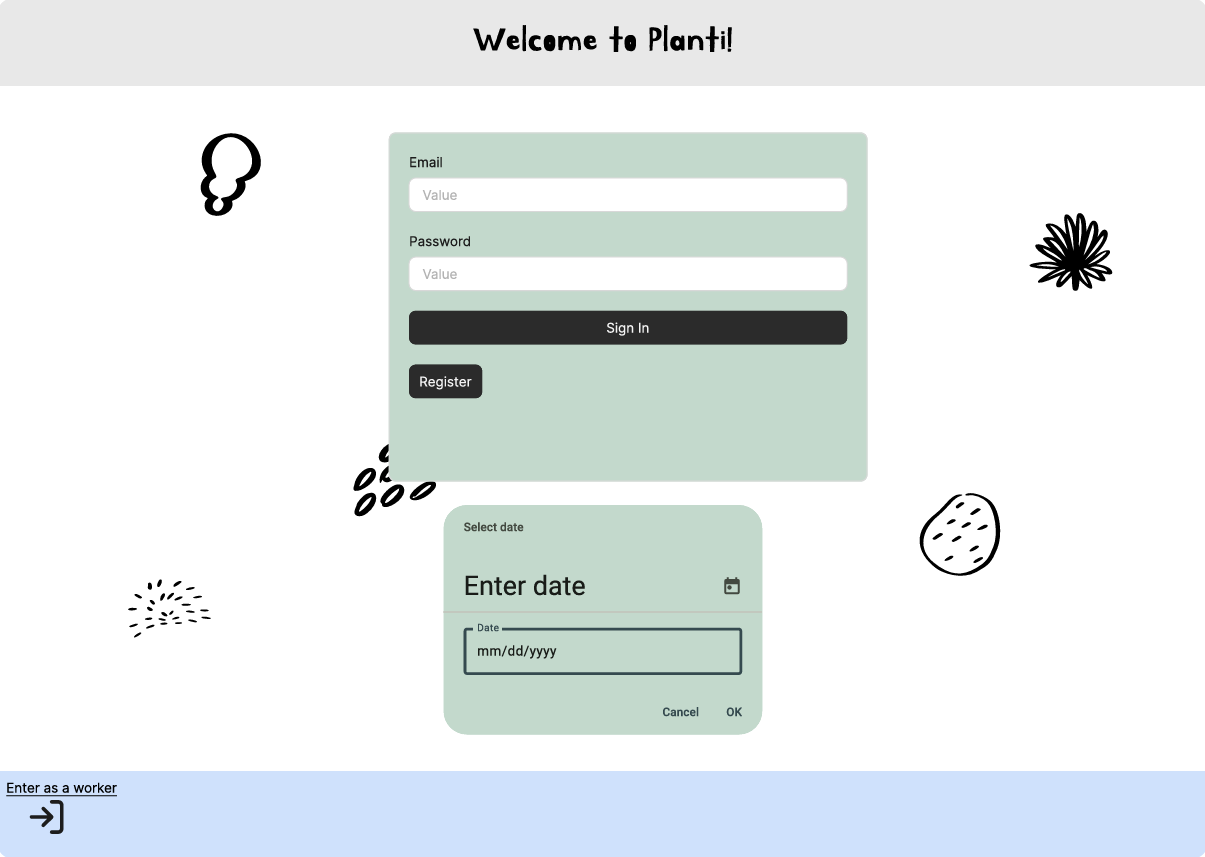 Welcome to Planti!
Email
Value
Password
Value
Sign In
Register
Select date
Enter date
Date
mm/dd/yyyy
Cancel OK
Enter as a worker